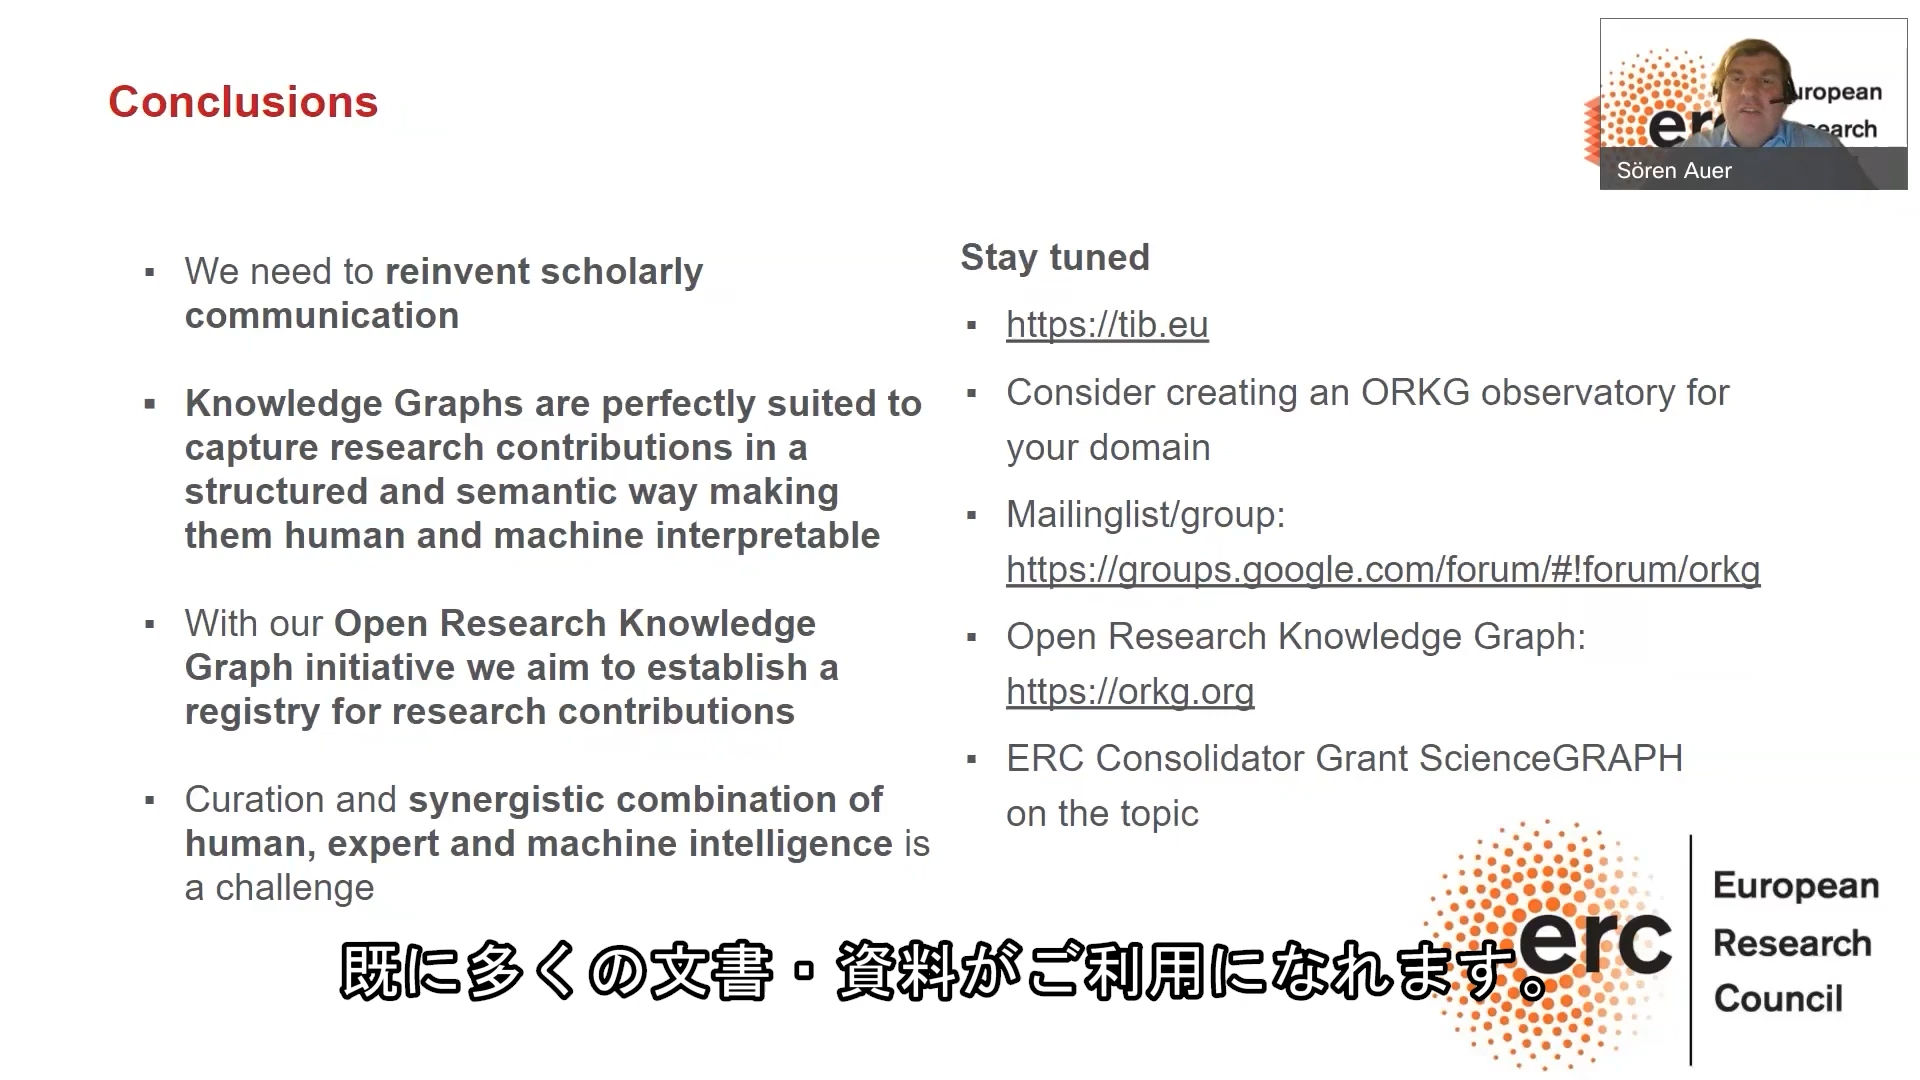 Conclusions
▪ We need to reinvent scholarly
communication
▪ Knowledge Graphs are perfectly suited to
capture research contributions in a
structured and semantic way making
them human and machine interpretable
▪ With our Open Research Knowledge
Graph initiative we aim to establish a
registry for research contributions
▪ Curation and synergistic combination of
human, expert and machine intelligence is
a challenge
Stay tuned
▪ https://tib.eu
▪ Consider creating an ORKG observatory for
your domain
▪ Mailinglist/group:
https://groups.google.com/forum/#!forum/orkg
▪ Open Research Knowledge Graph:
https://orkg.org
▪ ERC Consolidator Grant ScienceGRAPH
on the topic
uropean
er
search
Sören Auer
erc
European
Research
Council
既に多くの文書・資料がご利用になれます。